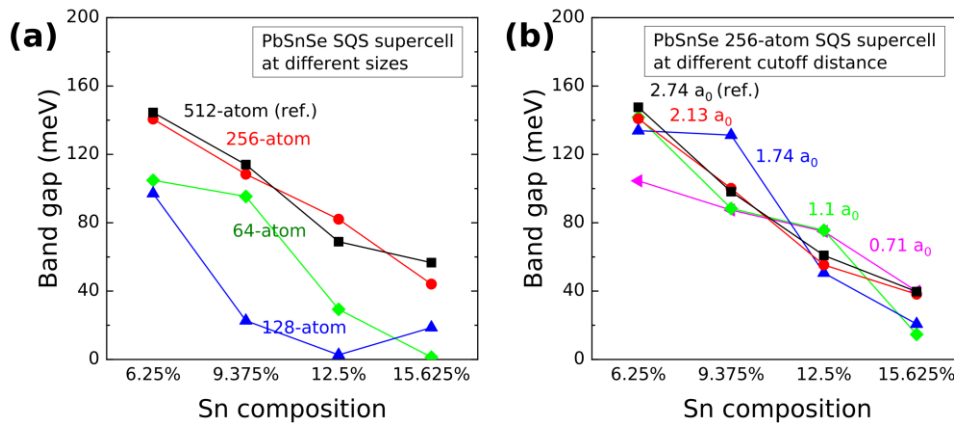 (a)
PbSnSe SQS supercell
at different sizes
Band gap (meV)
200
160
120
80
40
0
512-atom (ref.)
256-atom
64-atom
128-atom
6.25%
9.375%
12.5%
15.625%
Sn composition
(b)
PbSnSe 256-atom SQS supercell
at different cutoff distance
Band gap (meV)
200
160
120
80
40
0
2.74 a₀ (ref.)
2.13 a₀
1.74 a₀
1.1 a₀
0.71 a₀
6.25%
9.375%
12.5%
15.625%
Sn composition